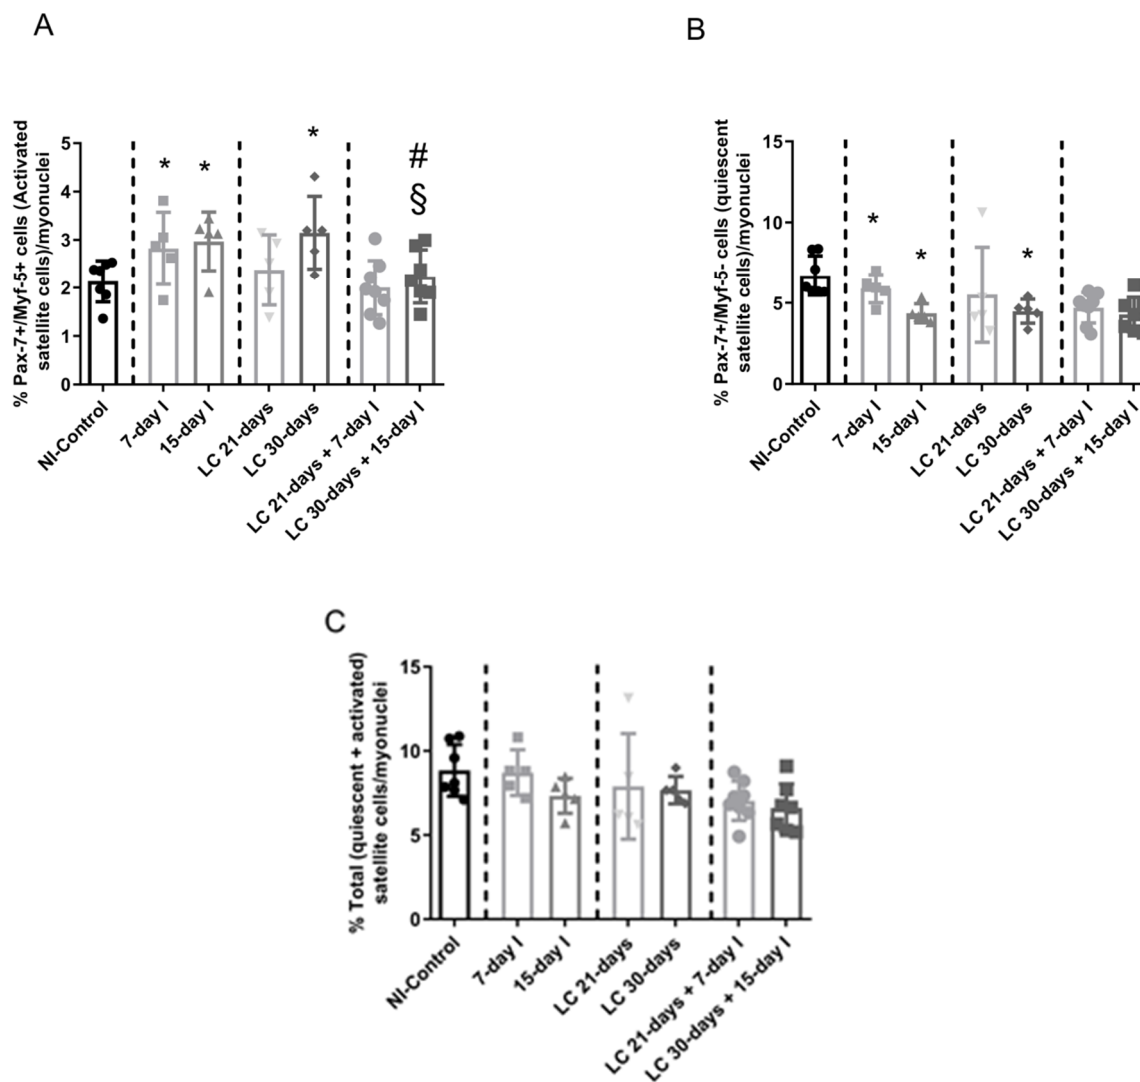 A
% Pax-7+/Myf-5+ cells (Activated
satellite cells)/myonuclei
5
4
3
2
1
0
*
*
*
#
§
NI-Control
7-day I
15-day I
LC 21-days
LC 30-days
LC 21-days + 7-day I
LC 30-days + 15-day I
B
% Pax-7+/Myf-5- cells (quiescent
satellite cells)/myonuclei
15
10
5
0
*
*
*
NI-Control
7-day I
15-day I
LC 21-days
LC 30-days
LC 21-days + 7-day I
LC 30-days + 15-day I
C
% Total (quiescent + activated)
satellite cells/myonuclei
15
10
5
0
NI-Control
7-day I
15-day I
LC 21-days
LC 30-days
LC 21-days + 7-day I
LC 30-days + 15-day I